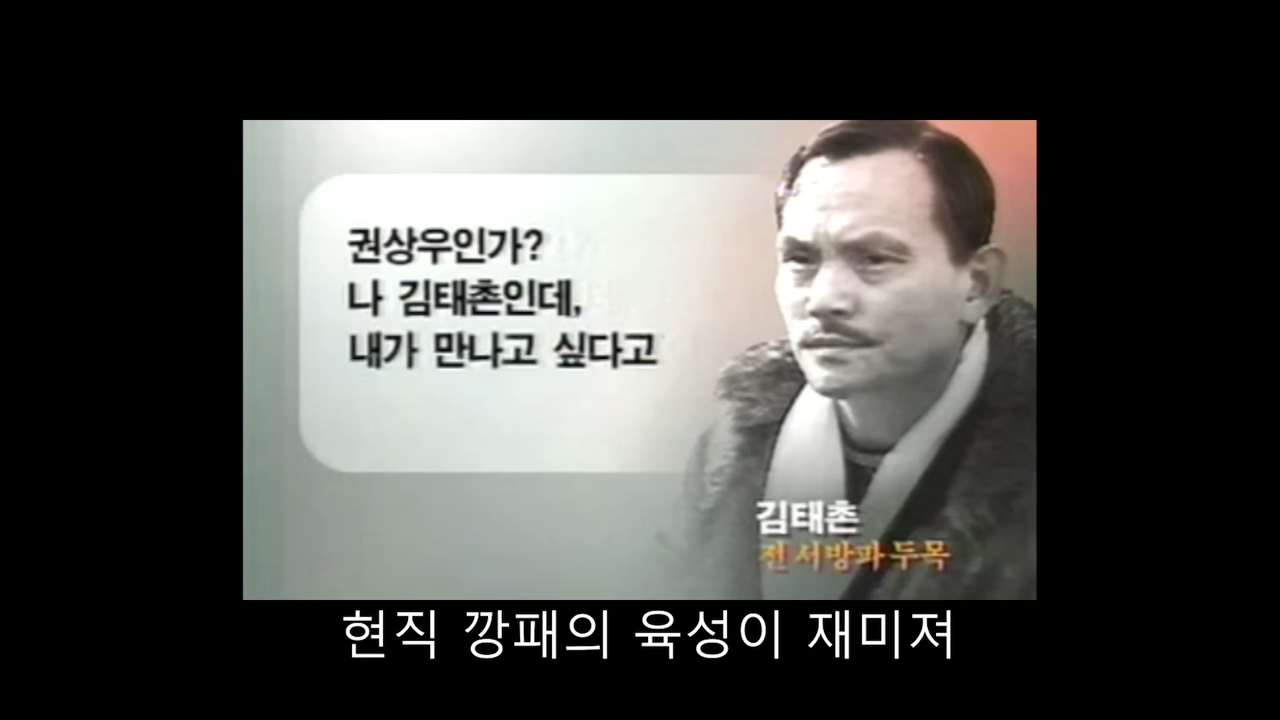 권상우인가?
나 김태촌인데,
내가 만나고 싶다고
김태촌
전 서방파 두목
현직 깡패의 육성이 재미져